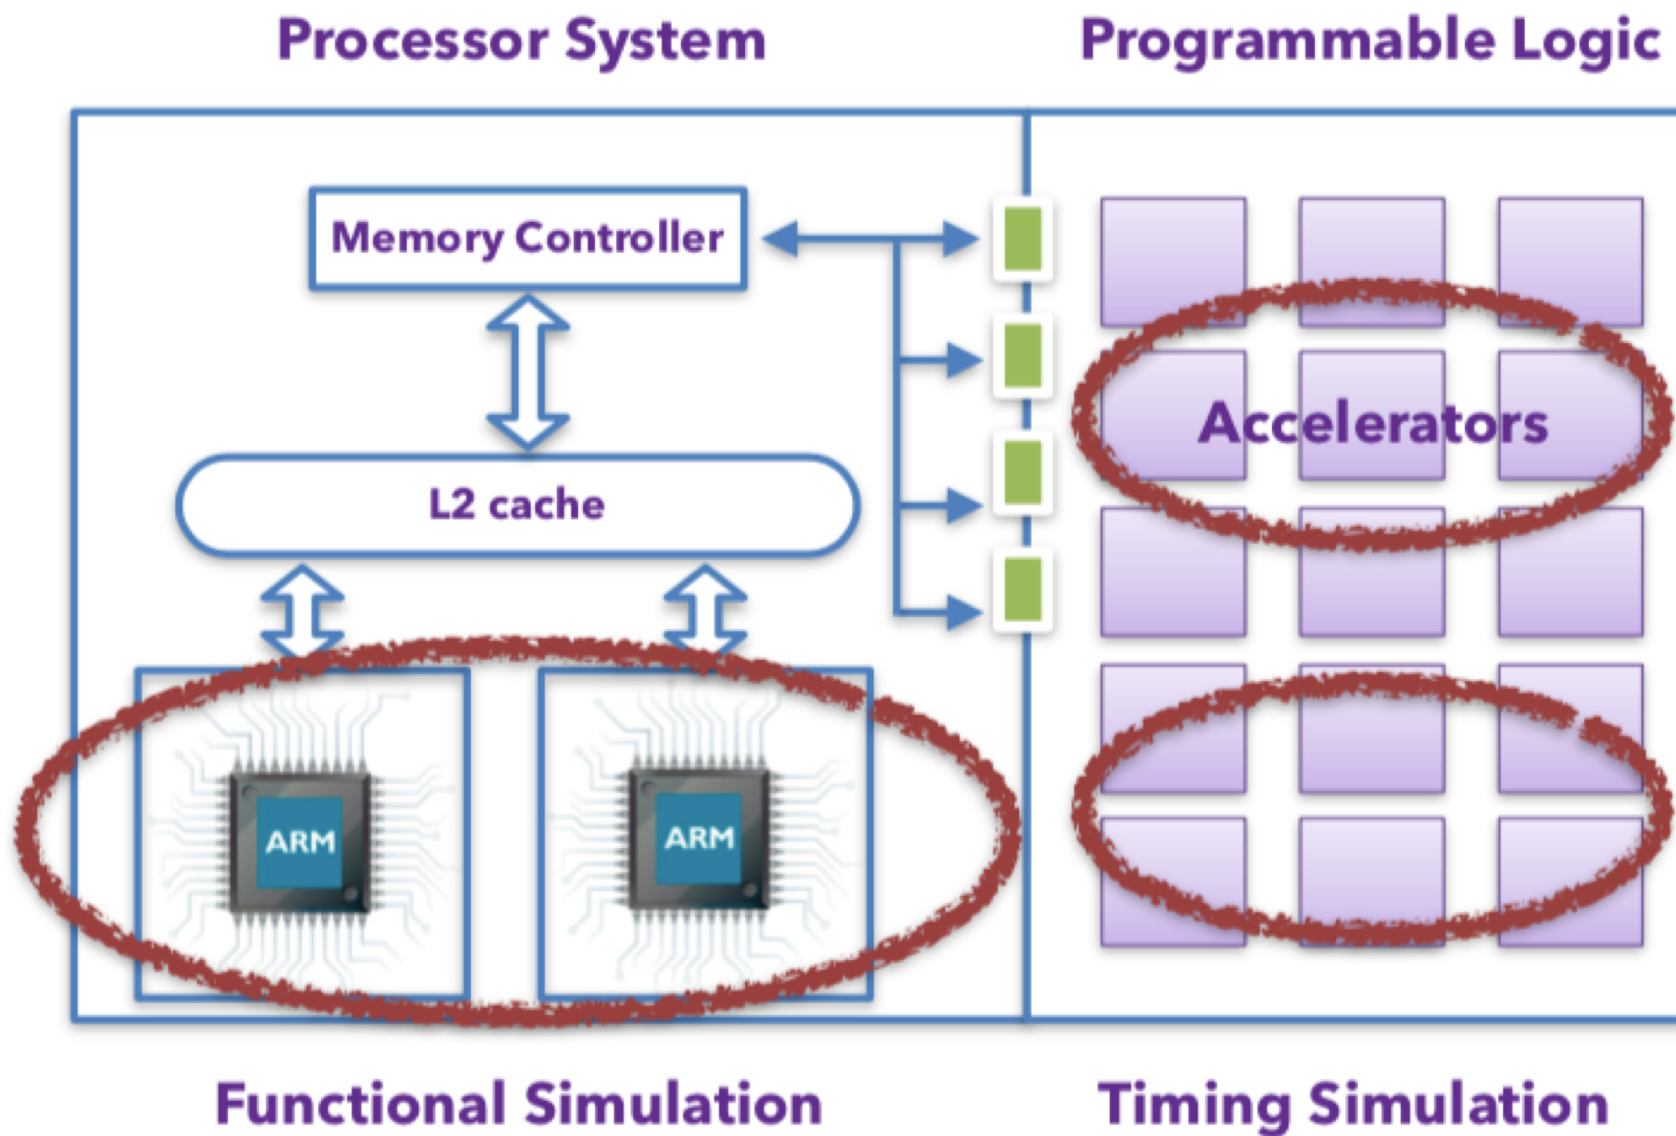 Processor System
Programmable Logic
Memory Controller
Accelerators
L2 cache
ARM
ARM
Functional Simulation
Timing Simulation